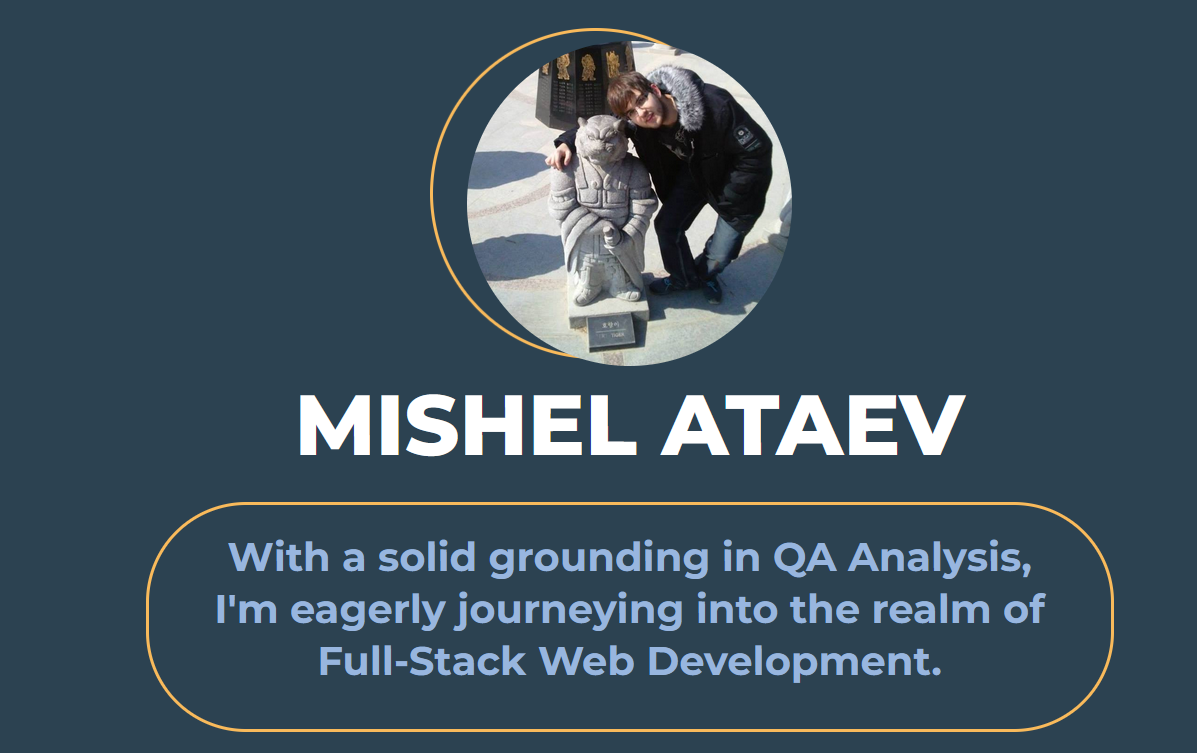 MISHEL ATAEV
With a solid grounding in QA Analysis,
I'm eagerly journeying into the realm of
Full-Stack Web Development.